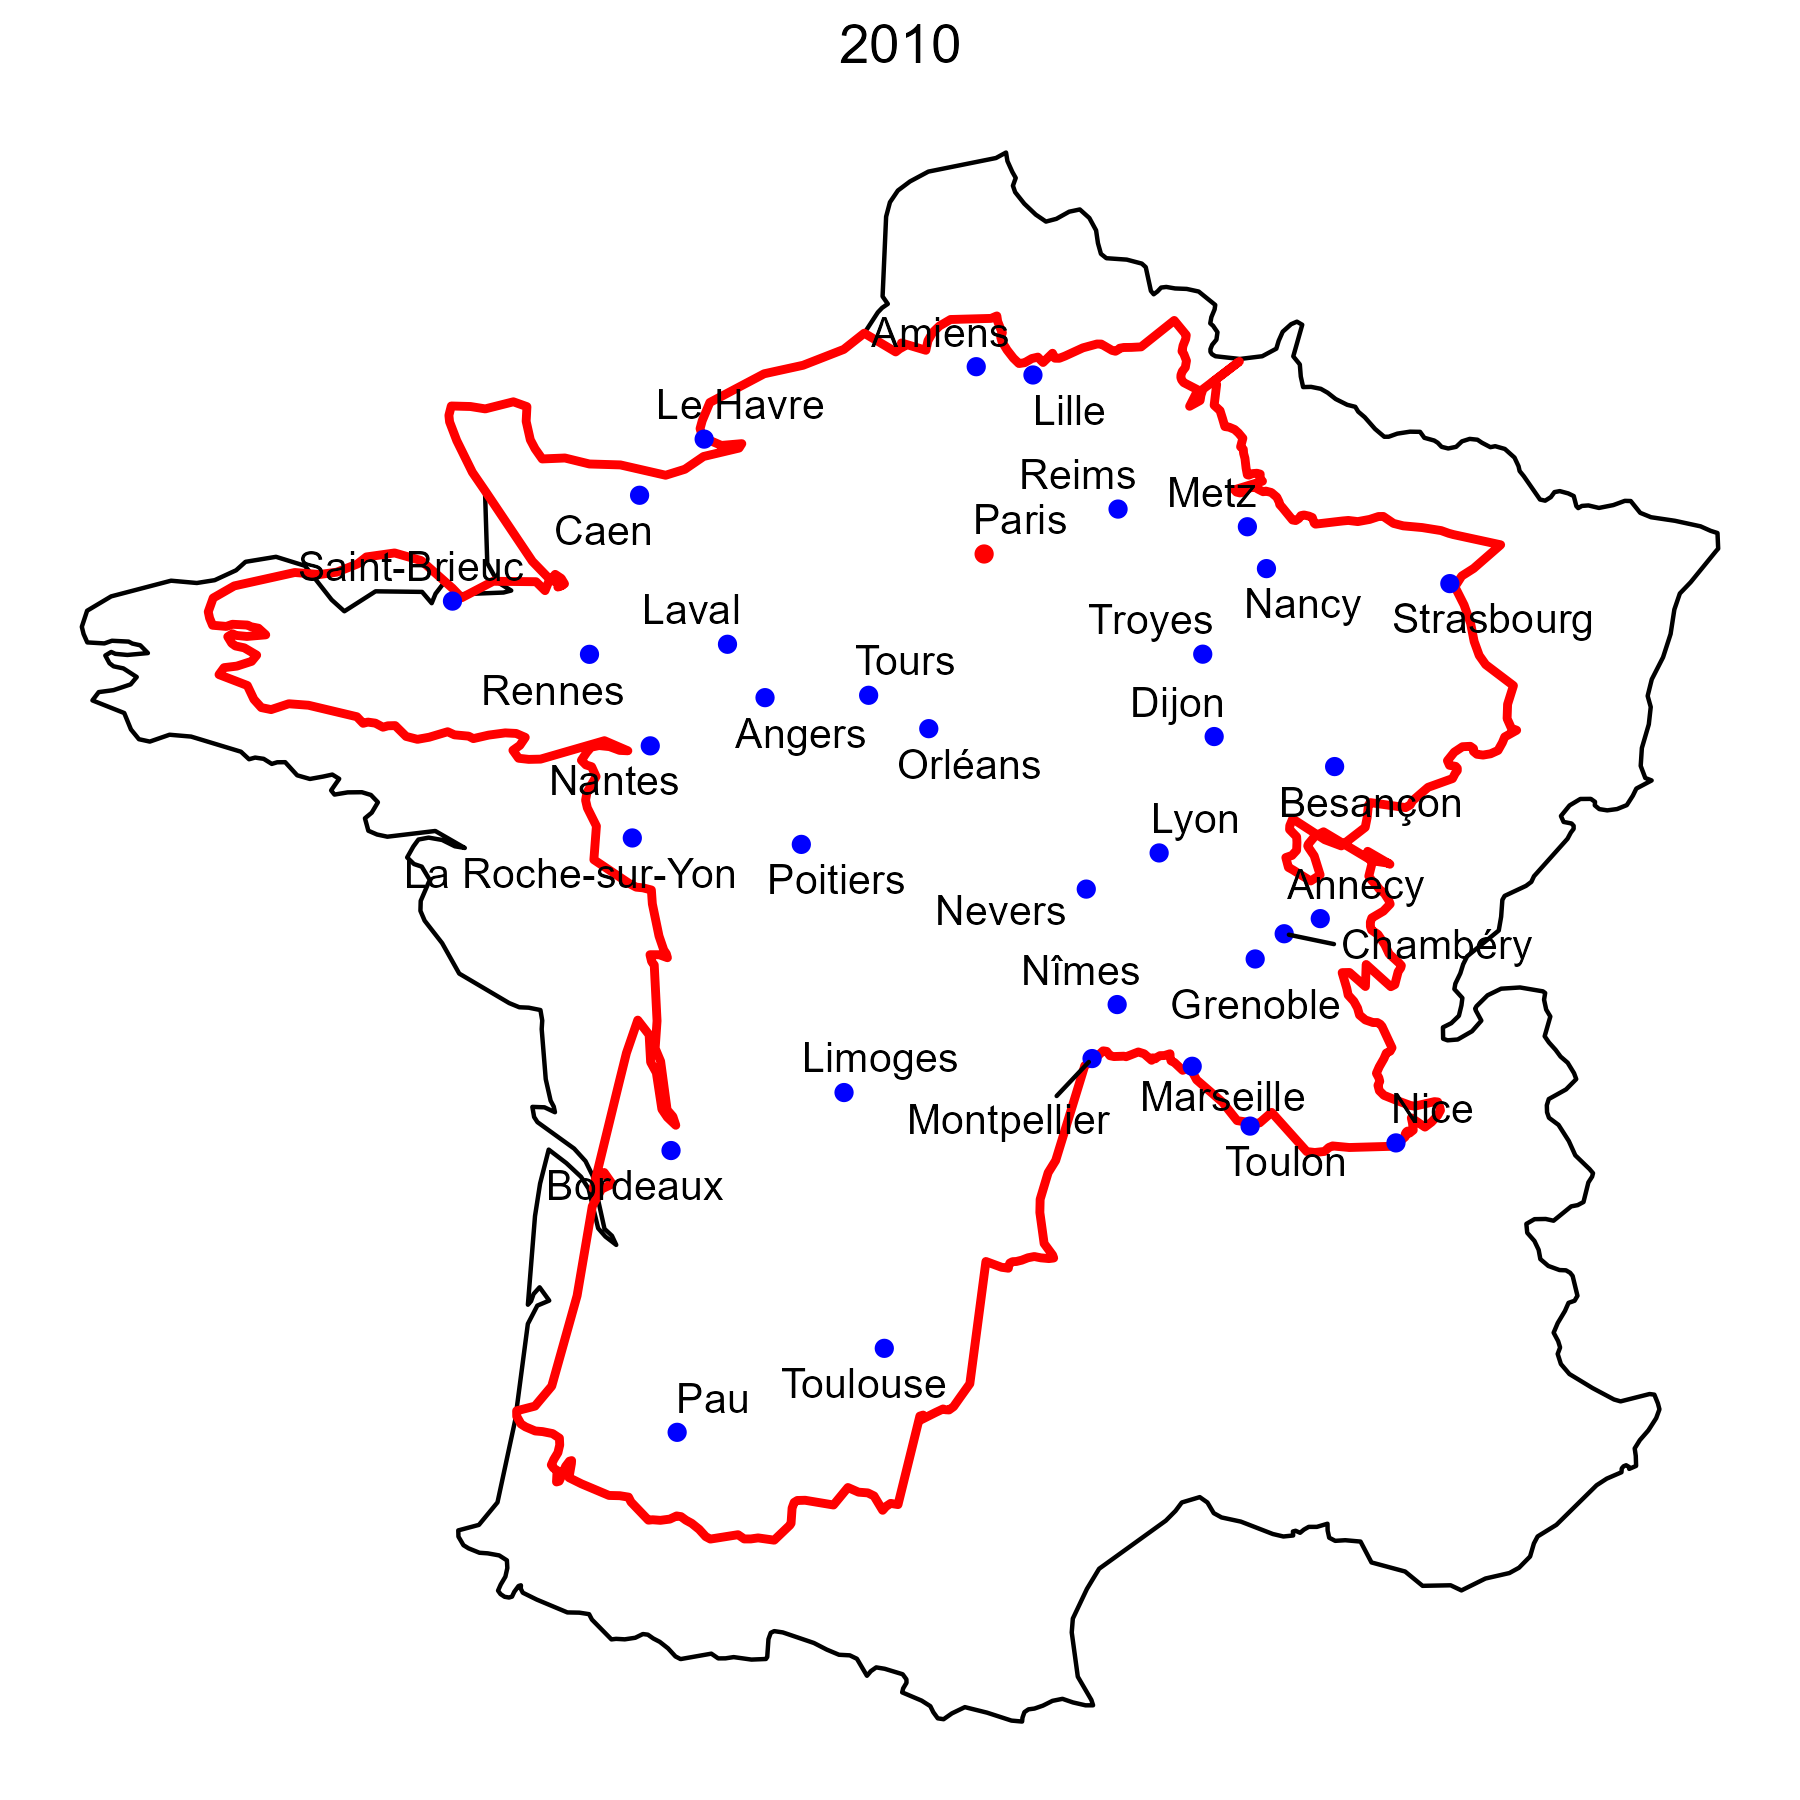 2010
Amiens
Le Havre
Lille
Reims
Metz
Paris
Caen
Saint-Brieuc
Laval
Nancy
Troyes
Strasbourg
Tours
Rennes
Dijon
Angers
Orléans
Nantes
Besançon
Lyon
La Roche-sur-Yon
Poitiers
Annecy
Nevers
Chambéry
Nîmes
Grenoble
Limoges
Marseille
Nice
Montpellier
Toulon
Bordeaux
Toulouse
Pau